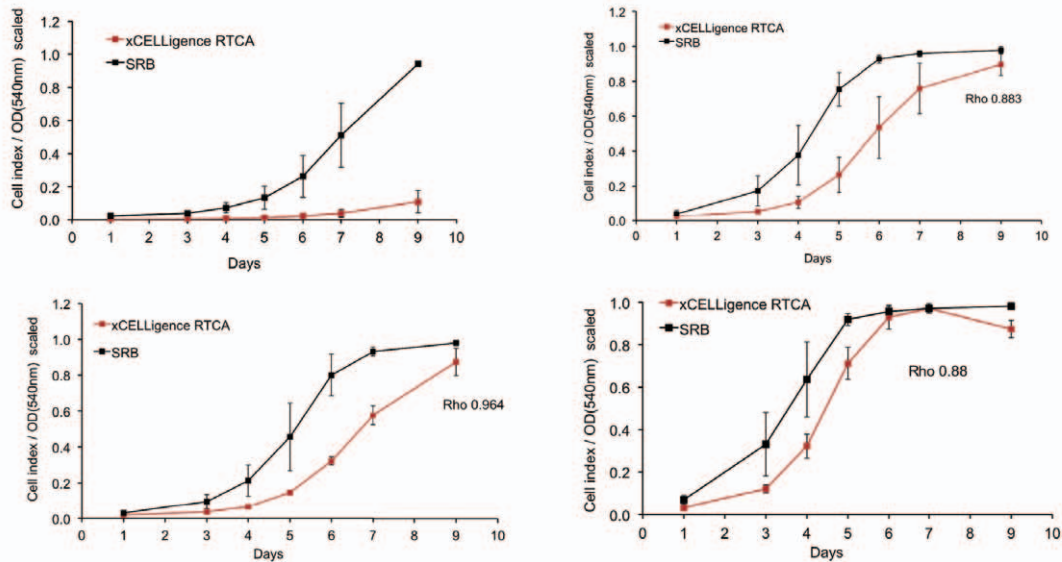 xCELLigence RTCA
SRB
Cell index / OD(540nm) scaled
1.2
1.0
0.8
0.6
0.4
0.2
0.0
0 1 2 3 4 5 6 7 8 9 10
Days
xCELLigence RTCA
SRB
Rho 0.883
Cell index / OD(540nm) scaled
1.0
0.8
0.6
0.4
0.2
0.0
0 1 2 3 4 5 6 7 8 9 10
Days
xCELLigence RTCA
SRB
Rho 0.964
Cell index / OD(540nm) scaled
1.2
1.0
0.8
0.6
0.4
0.2
0.0
0 1 2 3 4 5 6 7 8 9 10
Days
xCELLigence RTCA
SRB
Rho 0.88
Cell index / OD(540nm) scaled
1.0
0.8
0.6
0.4
0.2
0.0
0 1 2 3 4 5 6 7 8 9 10
Days